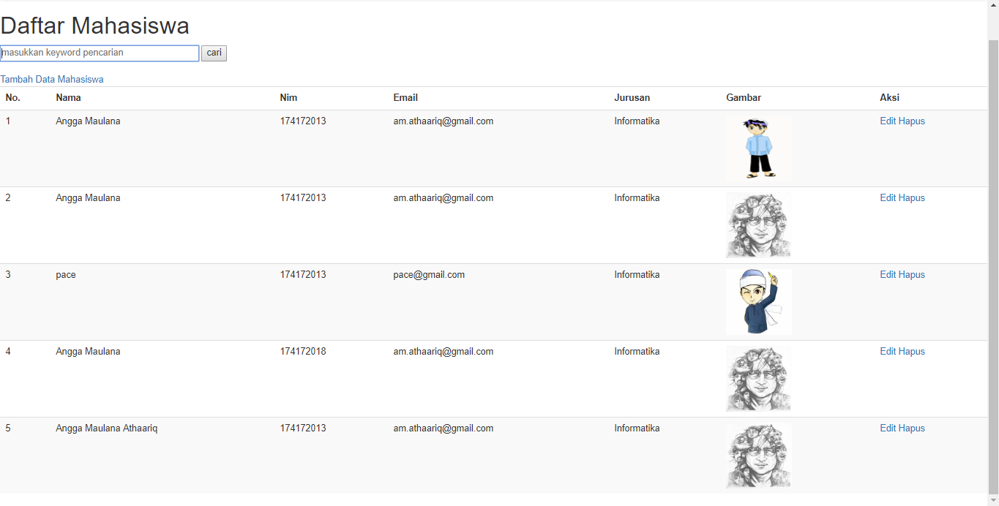 Daftar Mahasiswa
masukkan keyword pencarian cari
Tambah Data Mahasiswa
No. Nama Nim Email Jurusan Gambar Aksi
1 Angga Maulana 174172013 am.athaariq@gmail.com Informatika Edit Hapus
2 Angga Maulana 174172013 am.athaariq@gmail.com Informatika Edit Hapus
3 pace 174172013 pace@gmail.com Informatika Edit Hapus
4 Angga Maulana 174172018 am.athaariq@gmail.com Informatika Edit Hapus
5 Angga Maulana Athaariq 174172013 am.athaariq@gmail.com Informatika Edit Hapus